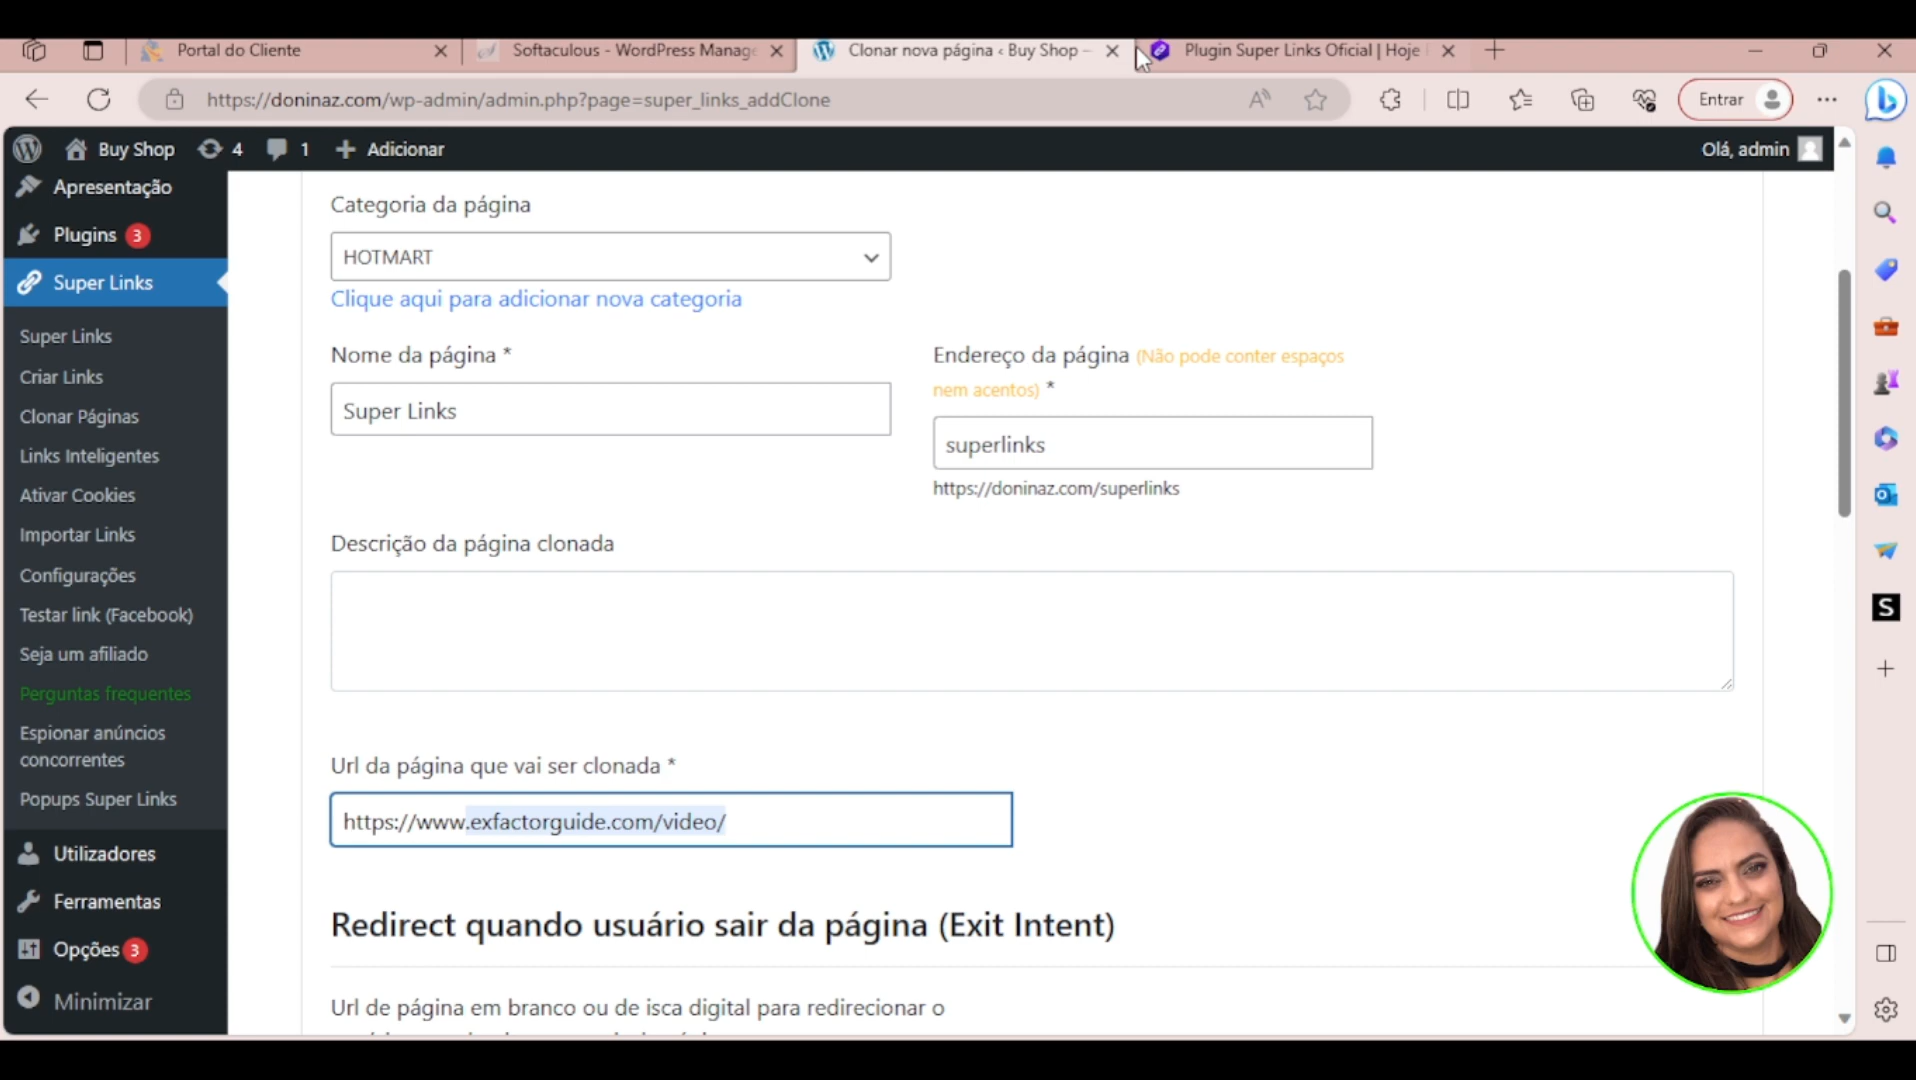 Portal do Cliente
Softaculous - WordPress Manage
Clonar nova página ‹ Buy Shop –
Plugin Super Links Oficial | Hoje
https://doninaz.com/wp-admin/admin.php?page=super_links_addClone
Entrar
Buy Shop
4
1
Adicionar
Olá, admin
Apresentação
Plugins 3
Super Links
Super Links
Criar Links
Clonar Páginas
Links Inteligentes
Ativar Cookies
Importar Links
Configurações
Testar link (Facebook)
Seja um afiliado
Perguntas frequentes
Espionar anúncios
concorrentes
Popups Super Links
Utilizadores
Ferramentas
Opções 3
Minimizar
Categoria da página
HOTMART
Clique aqui para adicionar nova categoria
Nome da página *
Super Links
Endereço da página (Não pode conter espaços
nem acentos) *
superlinks
https://doninaz.com/superlinks
Descrição da página clonada
Url da página que vai ser clonada *
https://www.exfactorguide.com/video/
Redirect quando usuário sair da página (Exit Intent)
Url de página em branco ou de isca digital para redirecionar o